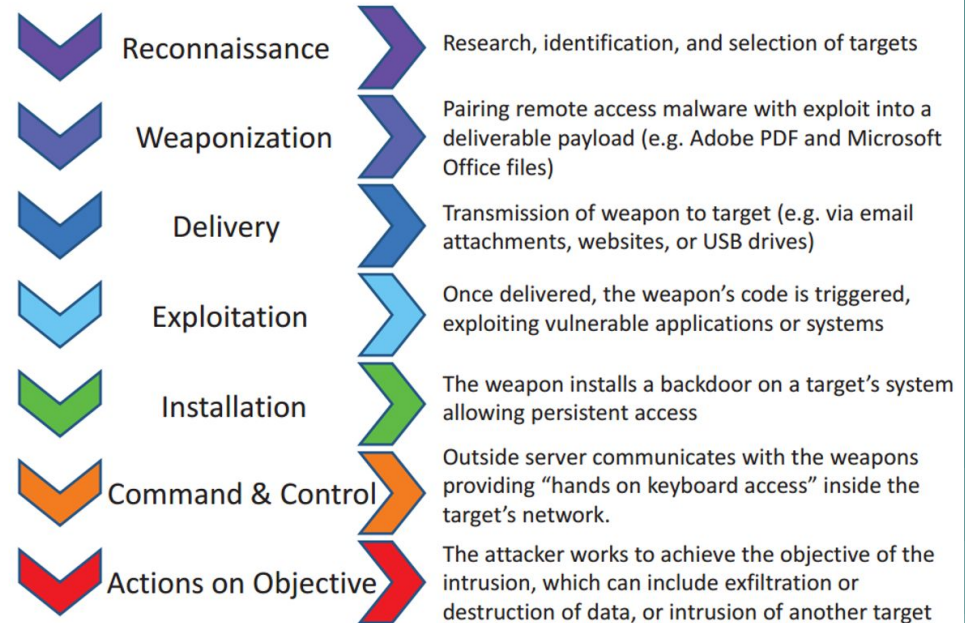 Reconnaissance
Research, identification, and selection of targets
Weaponization
Pairing remote access malware with exploit into a
deliverable payload (e.g. Adobe PDF and Microsoft
Office files)
Delivery
Transmission of weapon to target (e.g. via email
attachments, websites, or USB drives)
Exploitation
Once delivered, the weapon's code is triggered,
exploiting vulnerable applications or systems
Installation
The weapon installs a backdoor on a target's system
allowing persistent access
Command & Control
Outside server communicates with the weapons
providing “hands on keyboard access” inside the
target's network.
Actions on Objective
The attacker works to achieve the objective of the
intrusion, which can include exfiltration or
destruction of data, or intrusion of another target